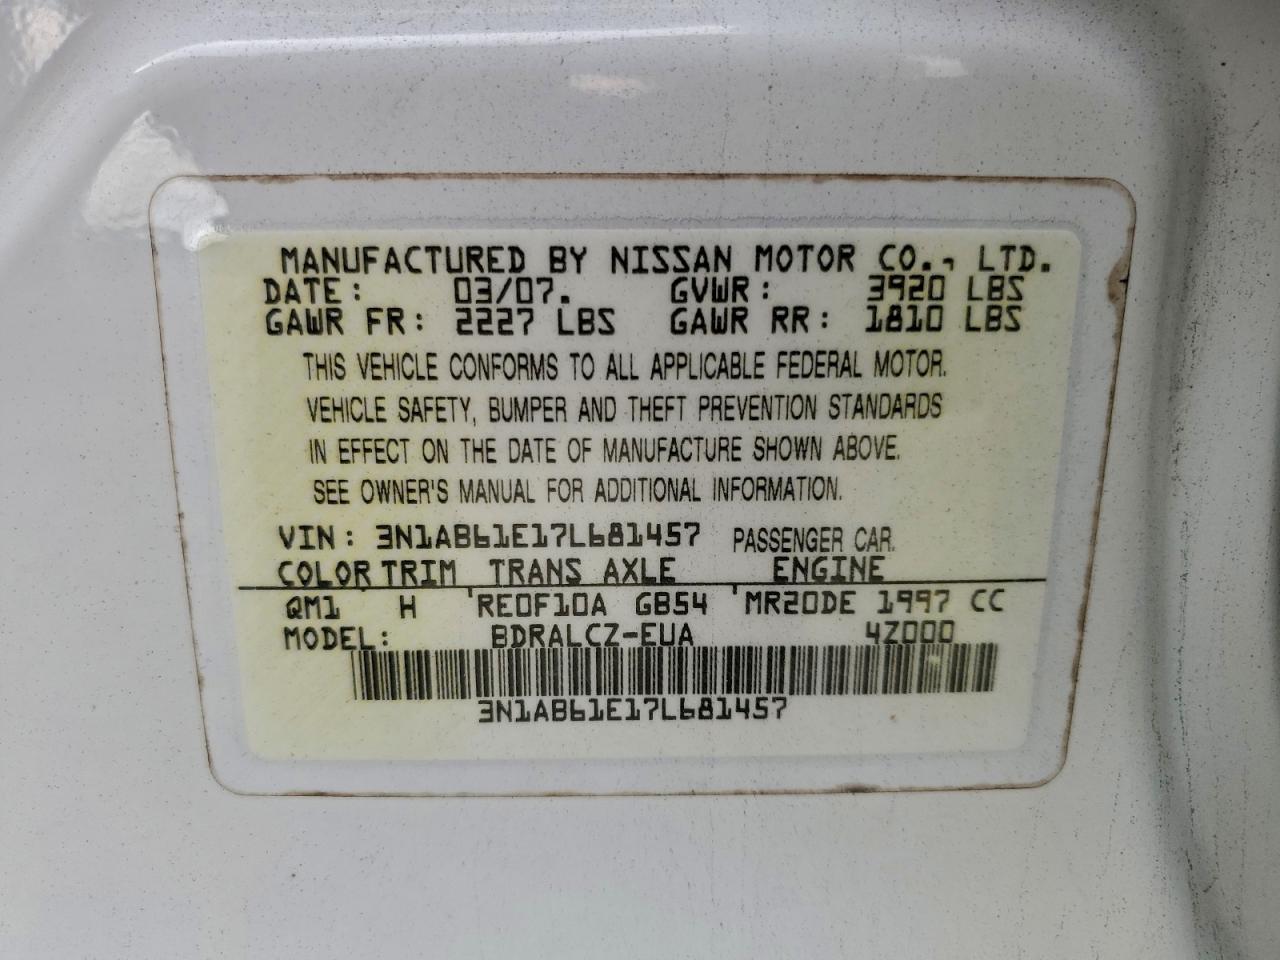 MANUFACTURED BY NISSAN MOTOR CO., LTD.
DATE: 03/07. GVWR: 3920 LBS
GAWR FR: 2227 LBS GAWR RR: 1810 LBS
THIS VEHICLE CONFORMS TO ALL APPLICABLE FEDERAL MOTOR.
VEHICLE SAFETY, BUMPER AND THEFT PREVENTION STANDARDS
IN EFFECT ON THE DATE OF MANUFACTURE SHOWN ABOVE.
SEE OWNER'S MANUAL FOR ADDITIONAL INFORMATION.
VIN: 3N1AB61E17L681457 PASSENGER CAR.
COLOR TRIM TRANS AXLE ENGINE
QM1 H 'RE0F10A GB54 'MR20DE 1997 CC
MODEL: BDRALCZ-EUA 4Z000
3N1AB61E17L681457